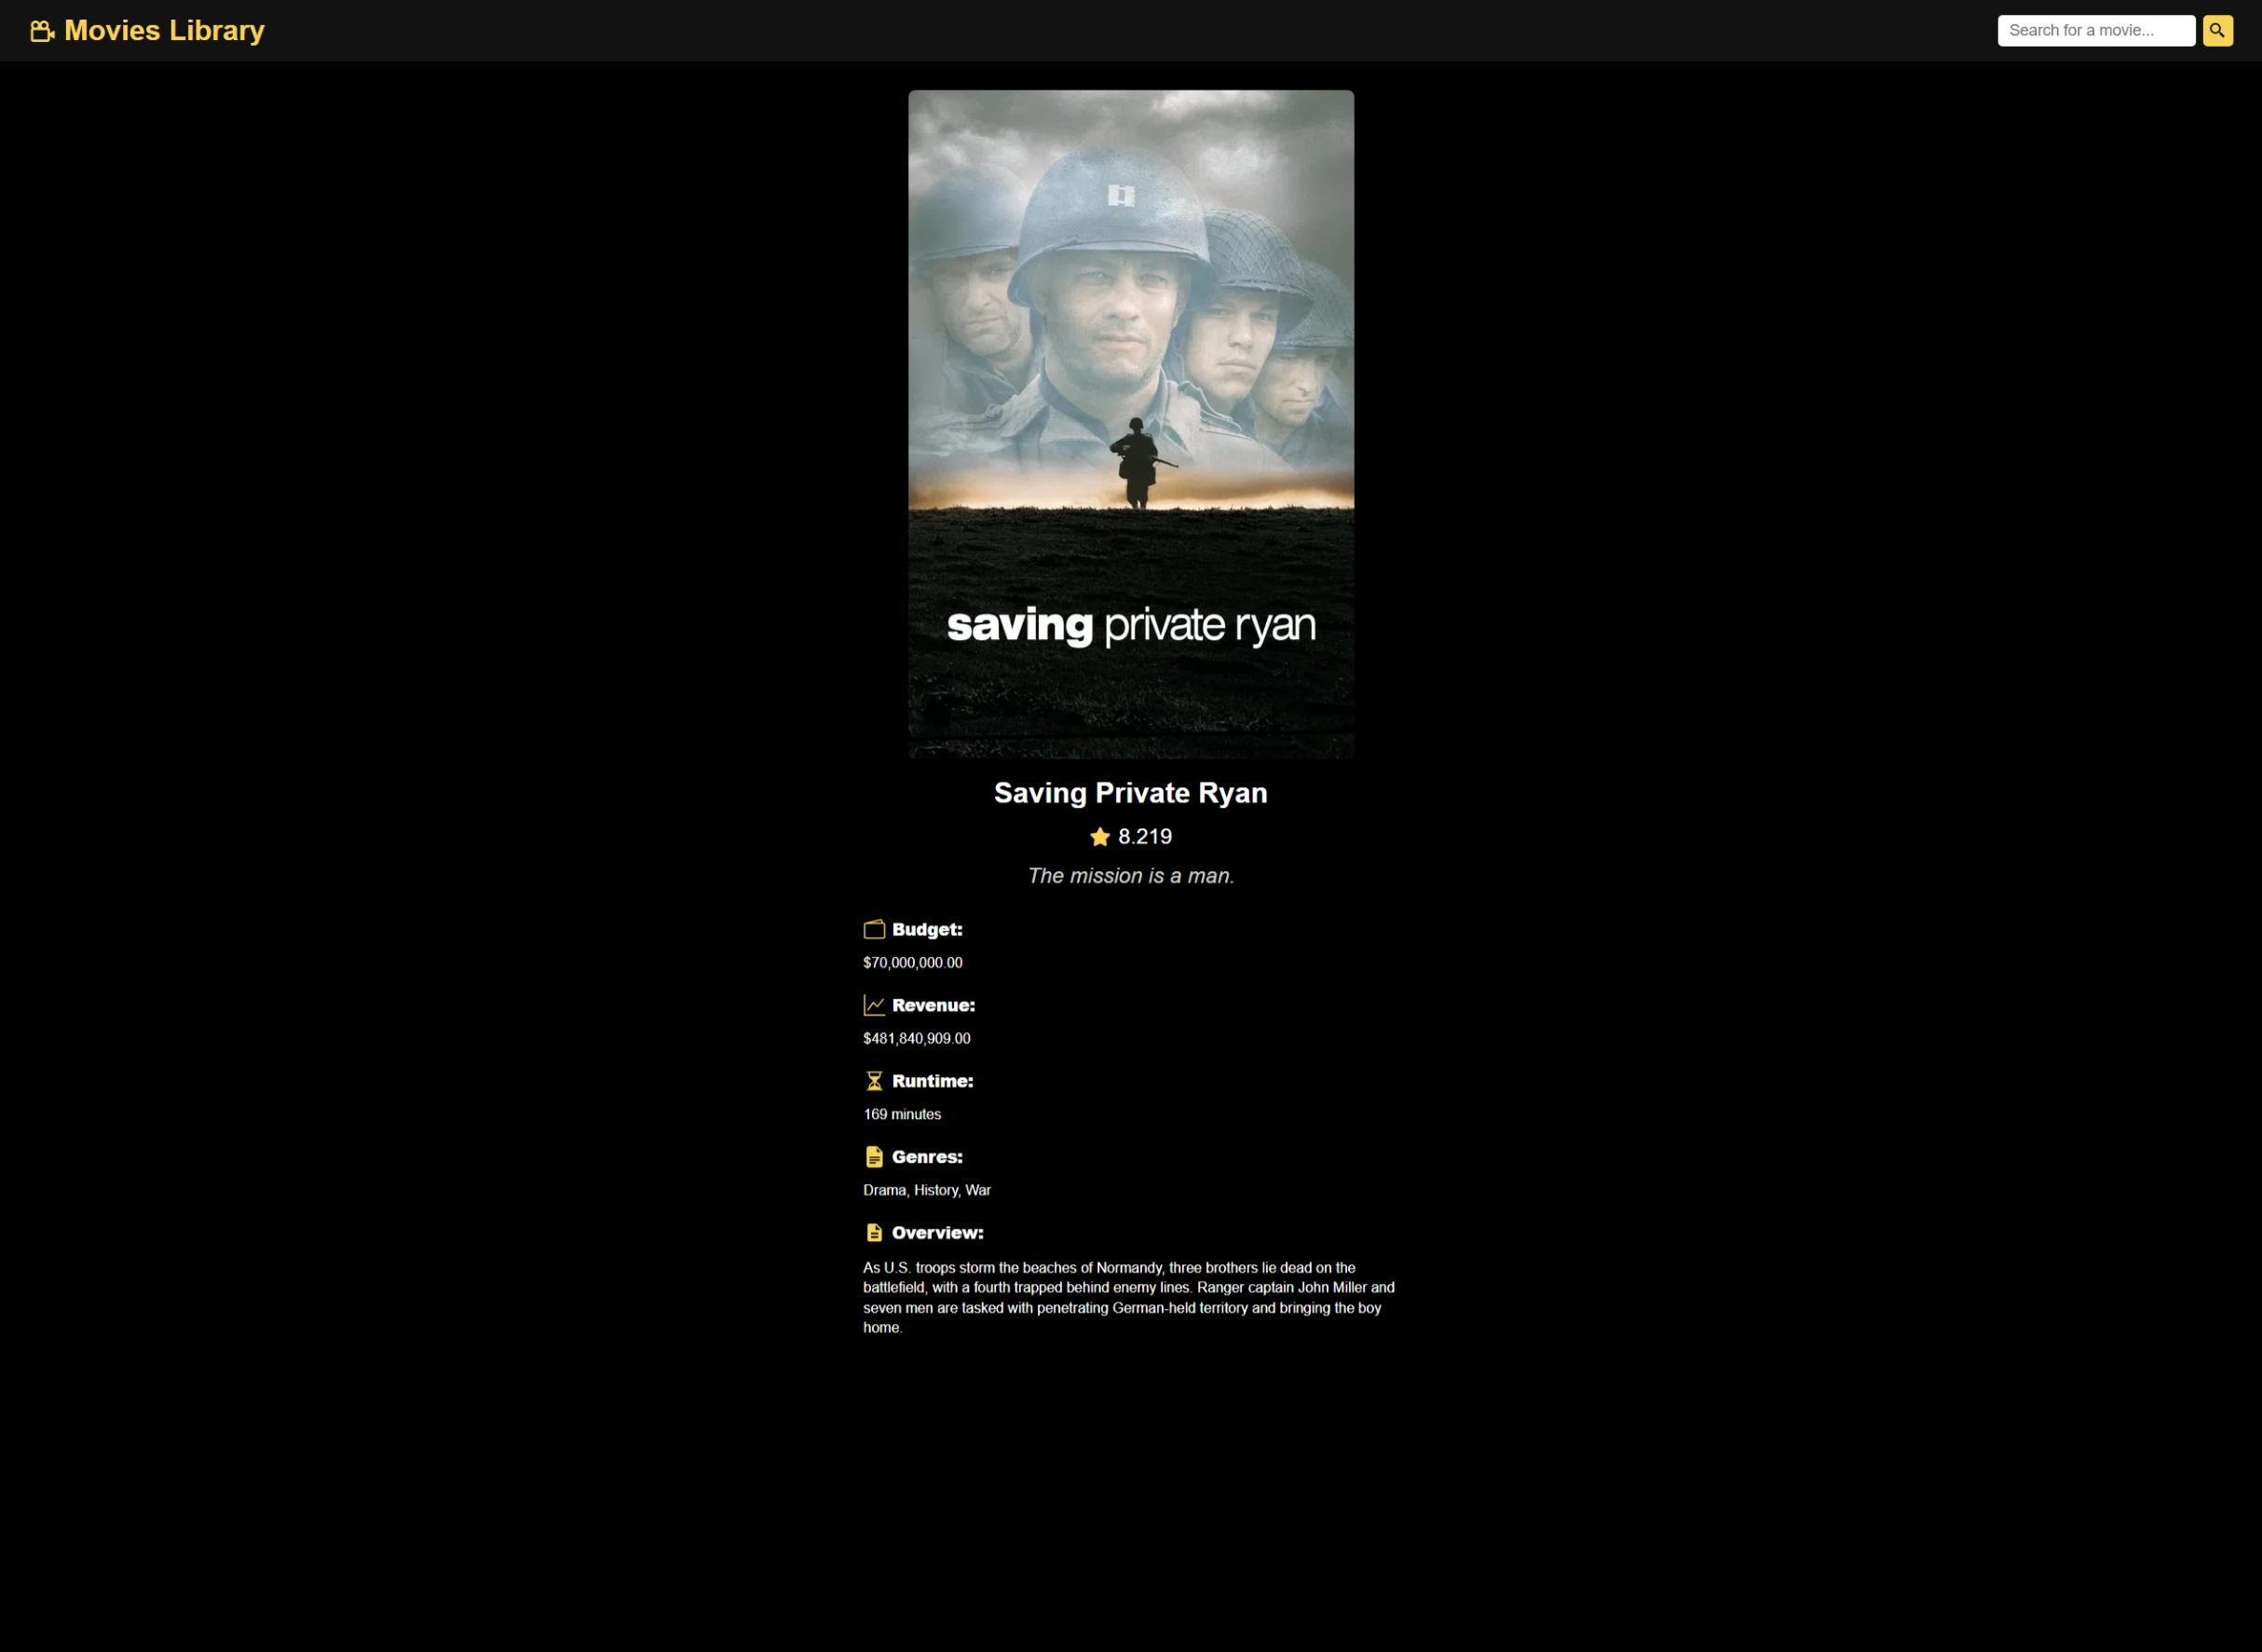 Movies Library
Search for a movie...
saving private ryan
Saving Private Ryan
8.219
The mission is a man.
Budget:
$70,000,000.00
Revenue:
$481,840,909.00
Runtime:
169 minutes
Genres:
Drama, History, War
Overview:
As U.S. troops storm the beaches of Normandy, three brothers lie dead on the
battlefield, with a fourth trapped behind enemy lines. Ranger captain John Miller and
seven men are tasked with penetrating German-held territory and bringing the boy
home.